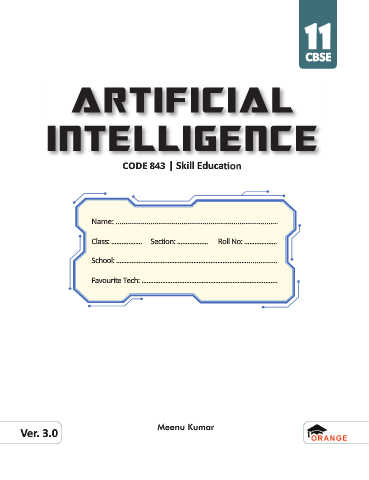 11
CBSE
ARTIFICIAL
INTELLIGENCE
CODE 843 | Skill Education
Name: ................................................................................
Class: ............... Section: ............... Roll No: ................
School: ................................................................................
Favourite Tech: ....................................................................
Meenu Kumar
Ver. 3.0
ORANGE